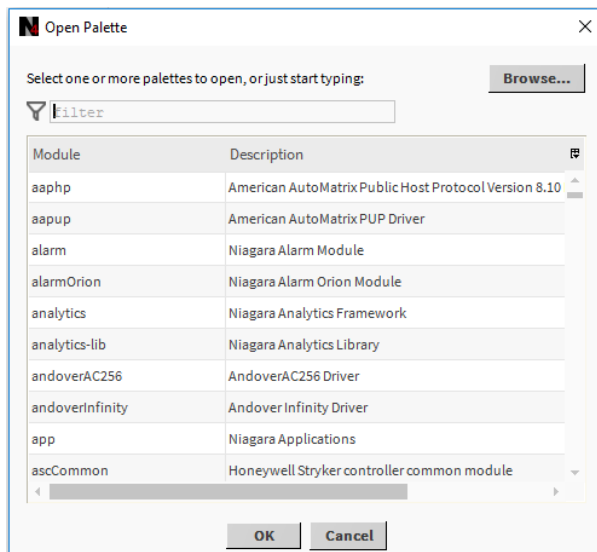 Open Palette
Select one or more palettes to open, or just start typing:
Browse...
filter
Module Description
aaphp American AutoMatrix Public Host Protocol Version 8.10
aapup American AutoMatrix PUP Driver
alarm Niagara Alarm Module
alarmOrion Niagara Alarm Orion Module
analytics Niagara Analytics Framework
analytics-lib Niagara Analytics Library
andoverAC256 AndoverAC256 Driver
andoverInfinity Andover Infinity Driver
app Niagara Applications
ascCommon Honeywell Stryker controller common module
OK Cancel